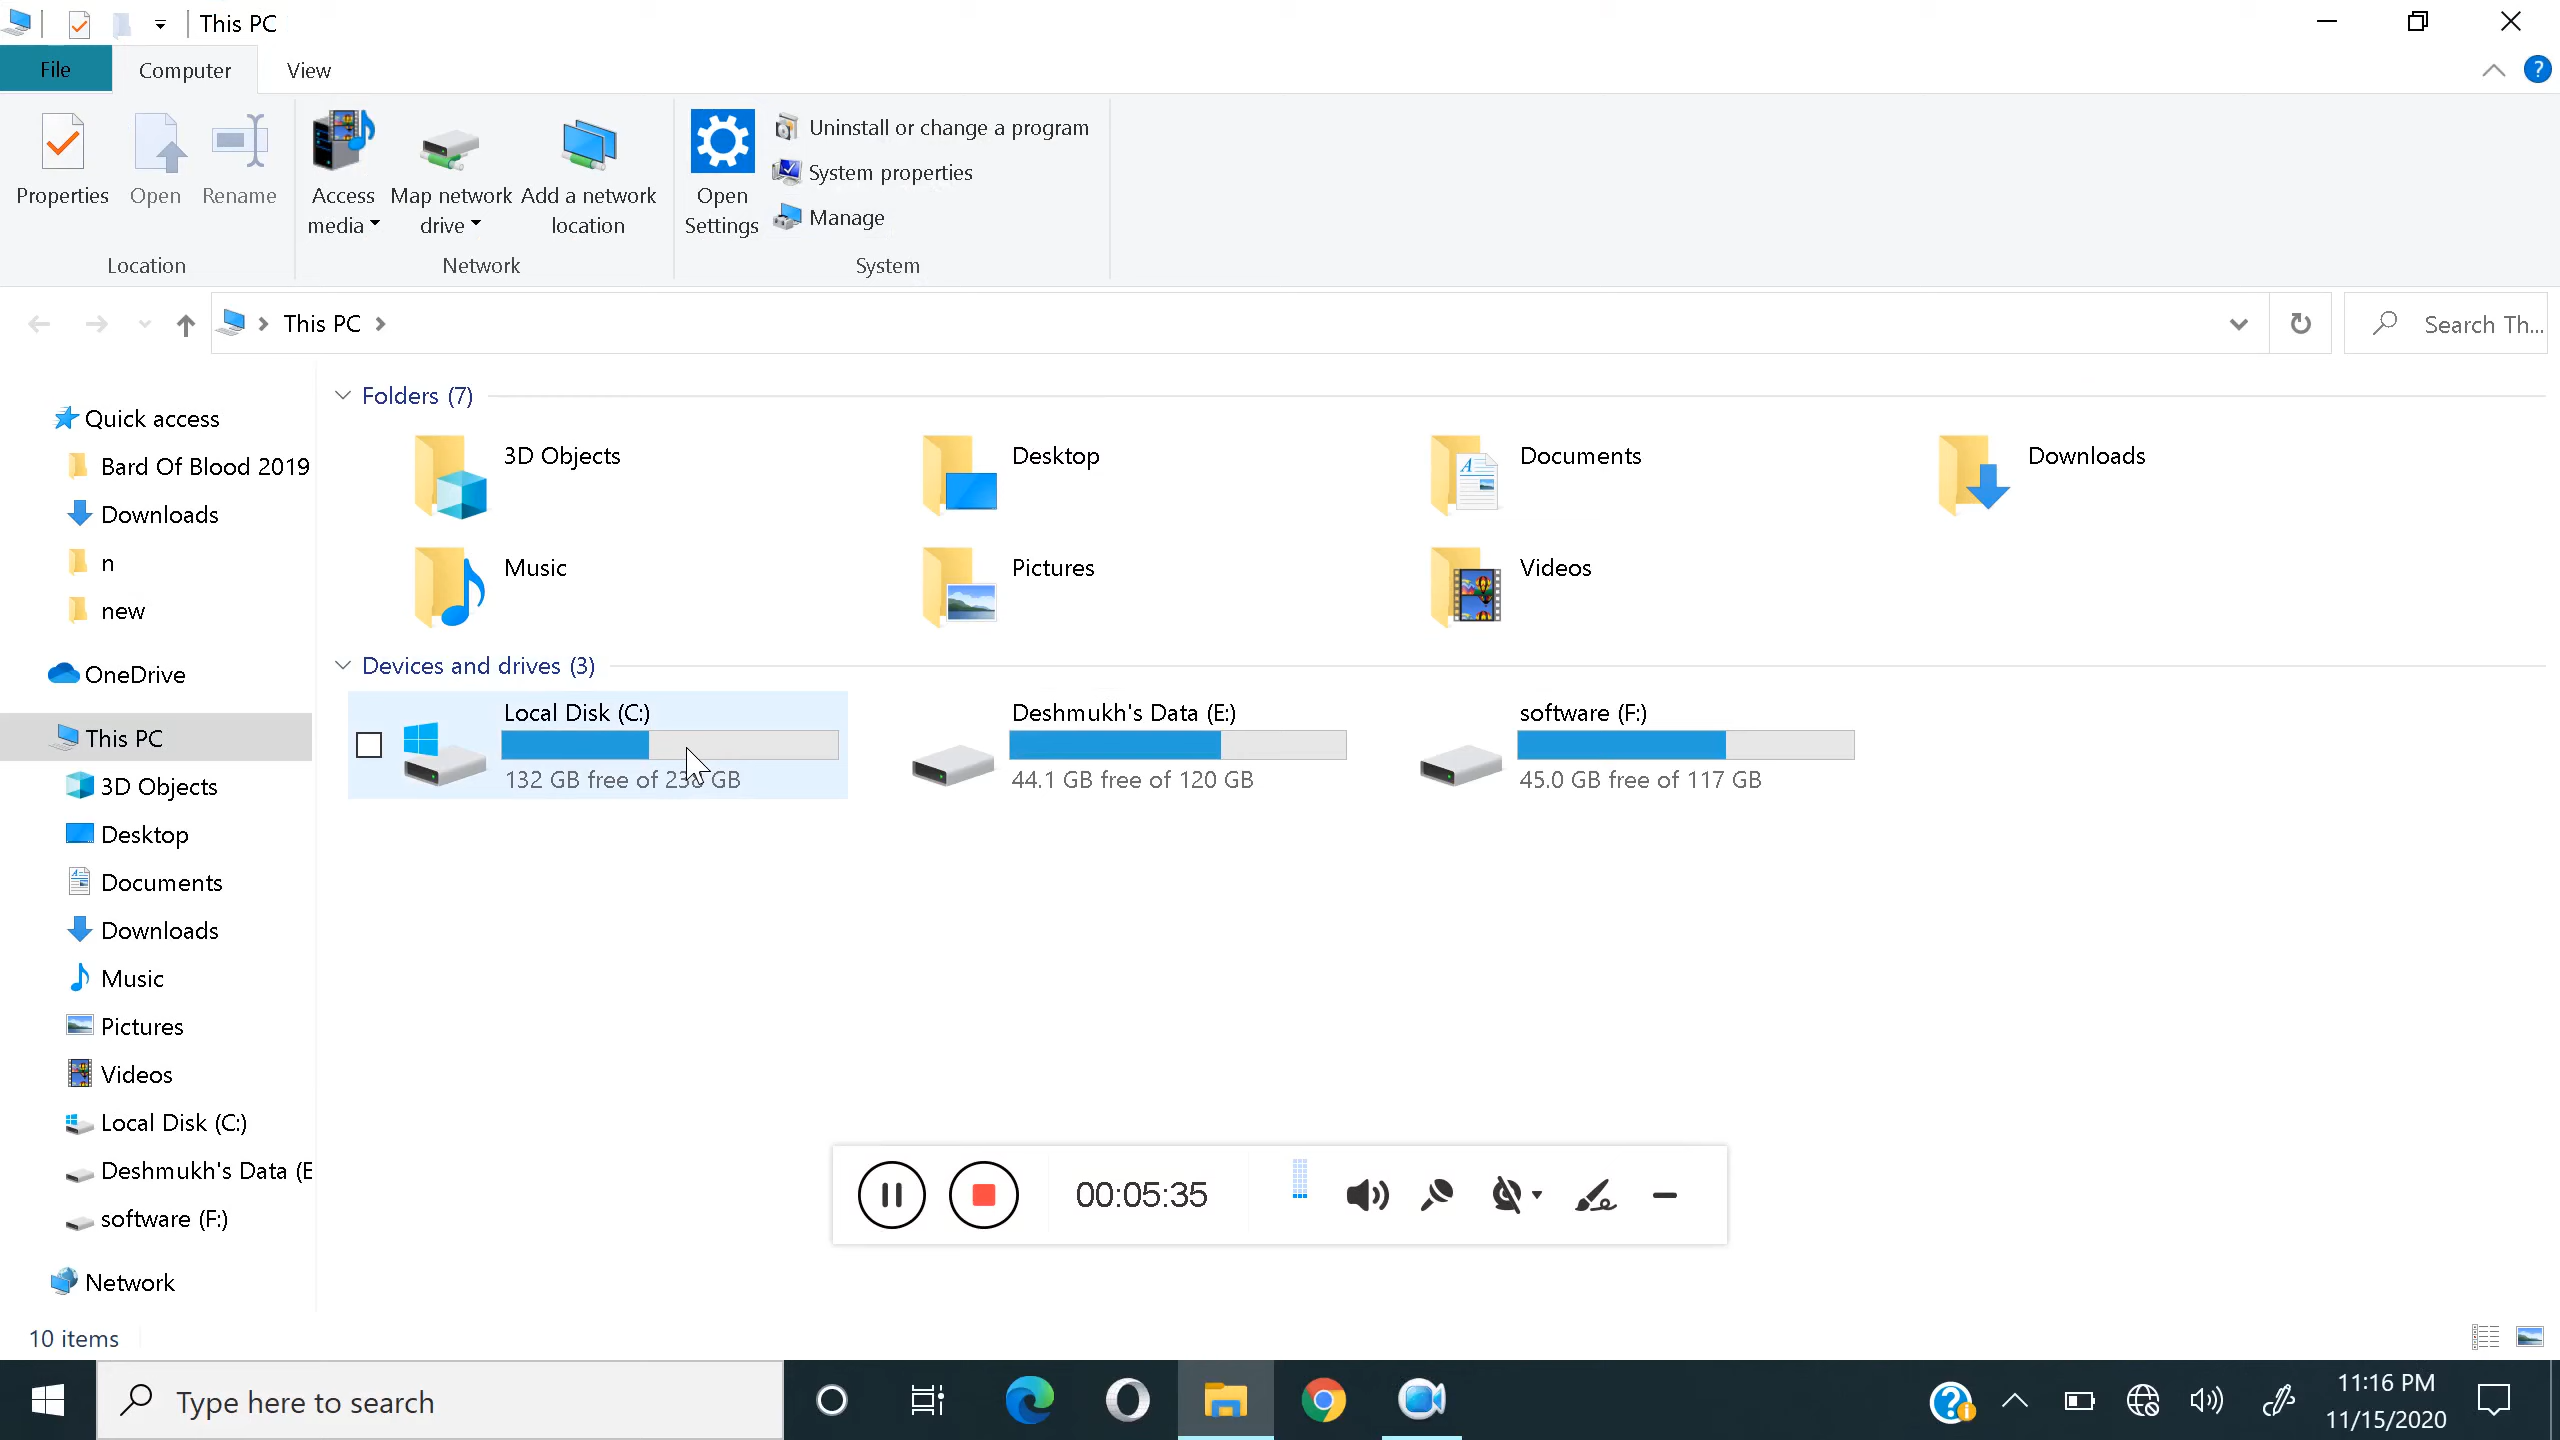 This PC
File
Computer
View
Properties
Open
Rename
Access media
Map network drive
Add a network location
Open Settings
Uninstall or change a program
System properties
Manage
Location
Network
System
This PC
Search Th...
Quick access
Bard Of Blood 2019
Downloads
n
new
OneDrive
This PC
3D Objects
Desktop
Documents
Downloads
Music
Pictures
Videos
Local Disk (C:)
Deshmukh's Data (E
software (F:)
Network
Folders (7)
3D Objects
Desktop
Documents
Downloads
Music
Pictures
Videos
Devices and drives (3)
Local Disk (C:)
132 GB free of GB
Deshmukh's Data (E:)
44.1 GB free of 120 GB
software (F:)
45.0 GB free of 117 GB
00:05:35
10 items
Type here to search
11:16 PM
11/15/2020